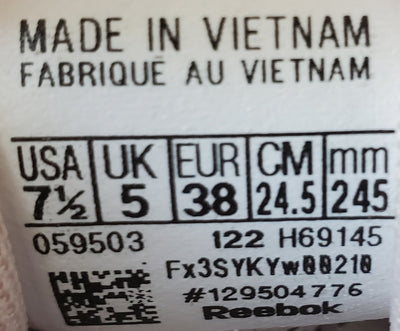 MADE IN VIETNAM
FABRIQUÉ AU VIETNAM
USA UK EUR CM mm
7½ 5 38 24.5 245
059503 122 H69145
Fx3SYKYw00210
#129504776
Reebok